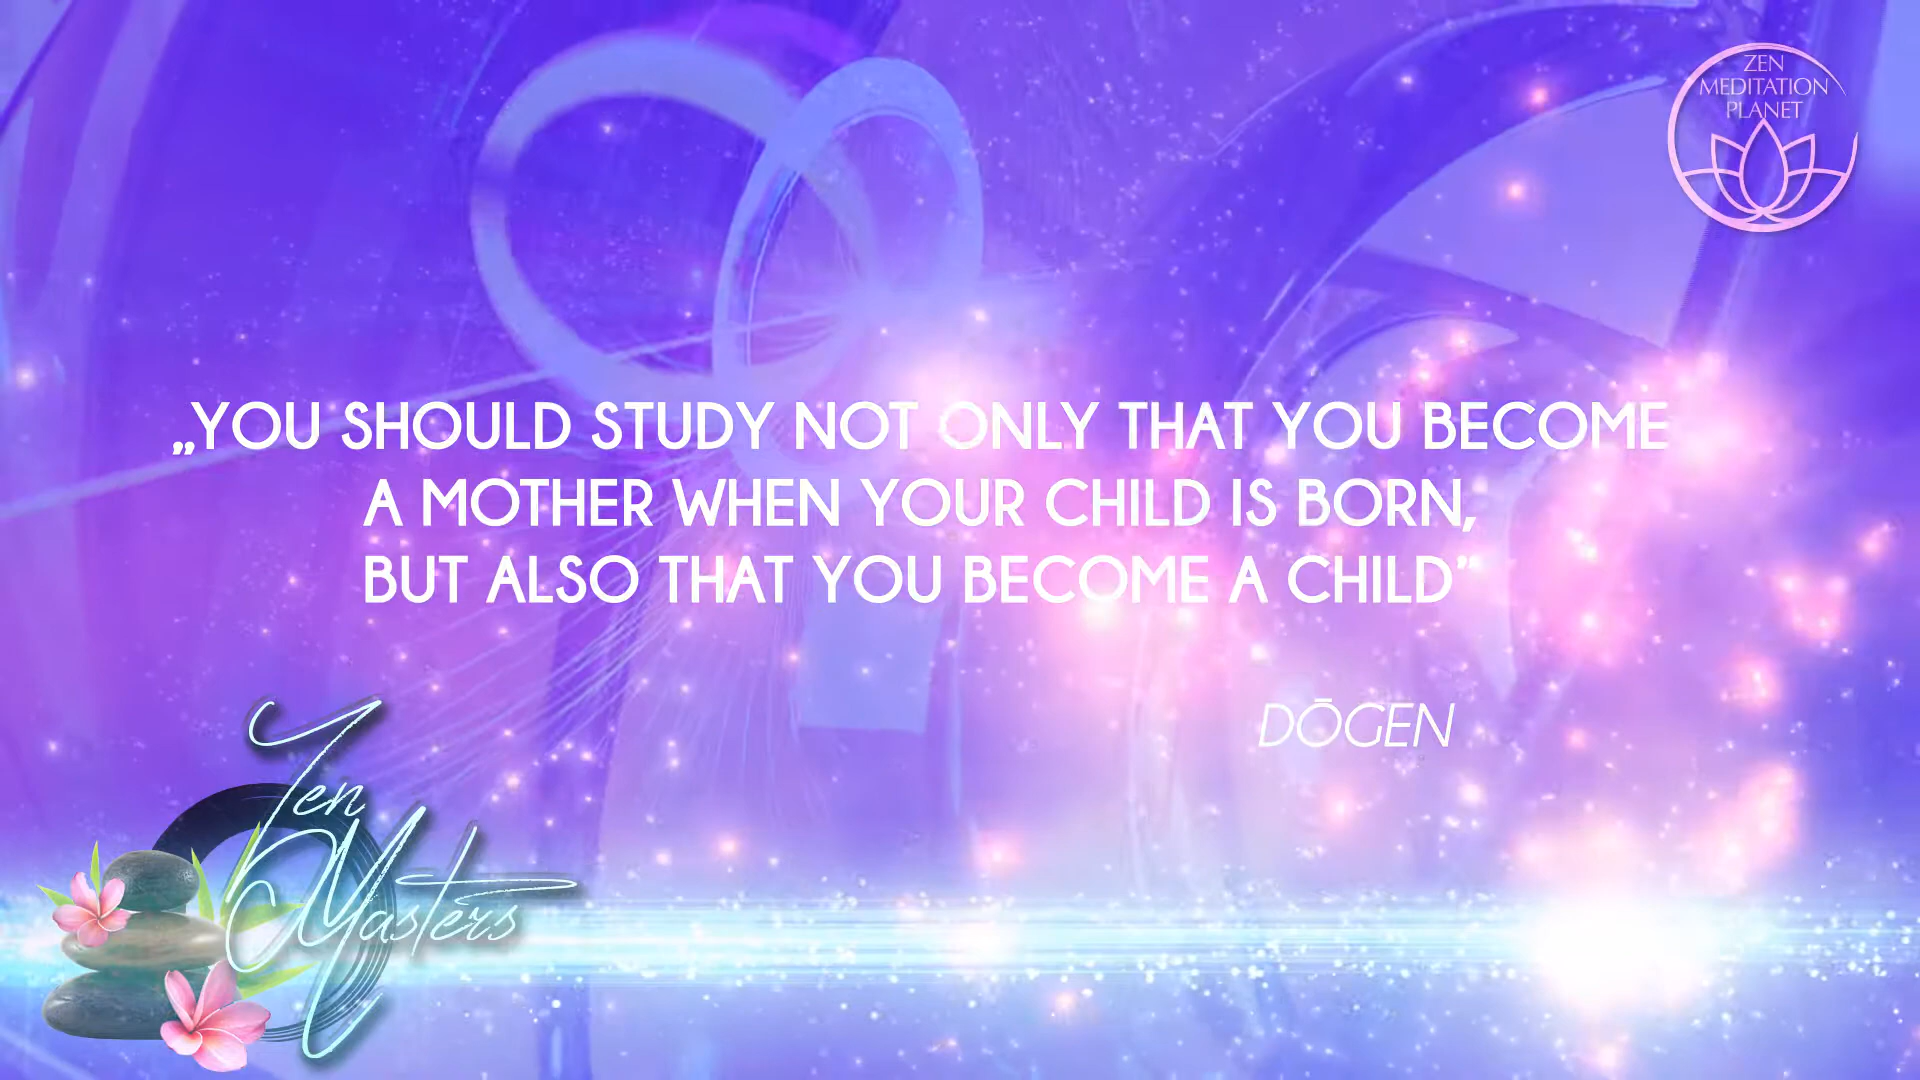 ZEN
MEDITATION
PLANET
„YOU SHOULD STUDY NOT ONLY THAT YOU BECOME
A MOTHER WHEN YOUR CHILD IS BORN,
BUT ALSO THAT YOU BECOME A CHILD”
DŌGEN
Zen
Masters